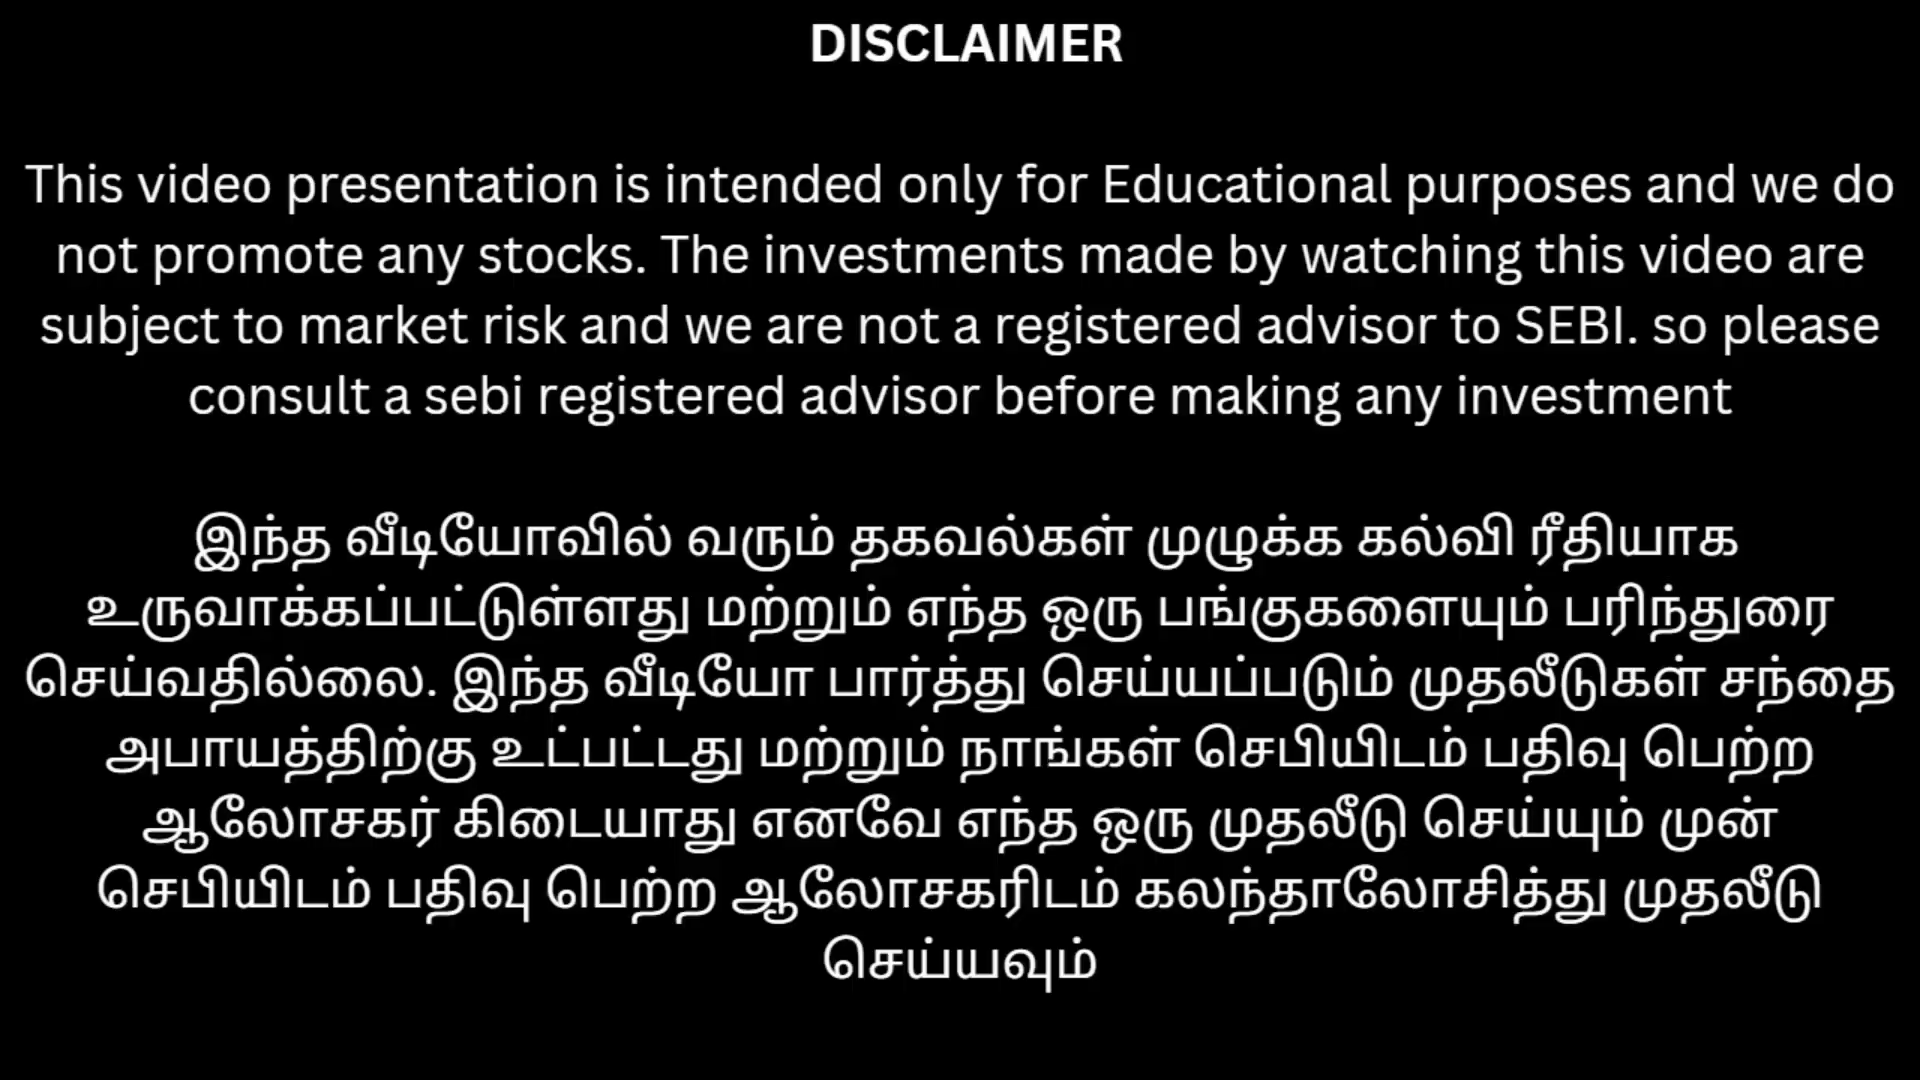 DISCLAIMER
This video presentation is intended only for Educational purposes and we do
not promote any stocks. The investments made by watching this video are
subject to market risk and we are not a registered advisor to SEBI. so please
consult a sebi registered advisor before making any investment
இந்த வீடியோவில் வரும் தகவல்கள் முழுக்க கல்வி ரீதியாக
உருவாக்கப்பட்டுள்ளது மற்றும் எந்த ஒரு பங்குகளையும் பரிந்துரை
செய்வதில்லை. இந்த வீடியோ பார்த்து செய்யப்படும் முதலீடுகள் சந்தை
அபாயத்திற்கு உட்பட்டது மற்றும் நாங்கள் செபியிடம் பதிவு பெற்ற
ஆலோசகர் கிடையாது எனவே எந்த ஒரு முதலீடு செய்யும் முன்
செபியிடம் பதிவு பெற்ற ஆலோசகரிடம் கலந்தாலோசித்து முதலீடு
செய்யவும்